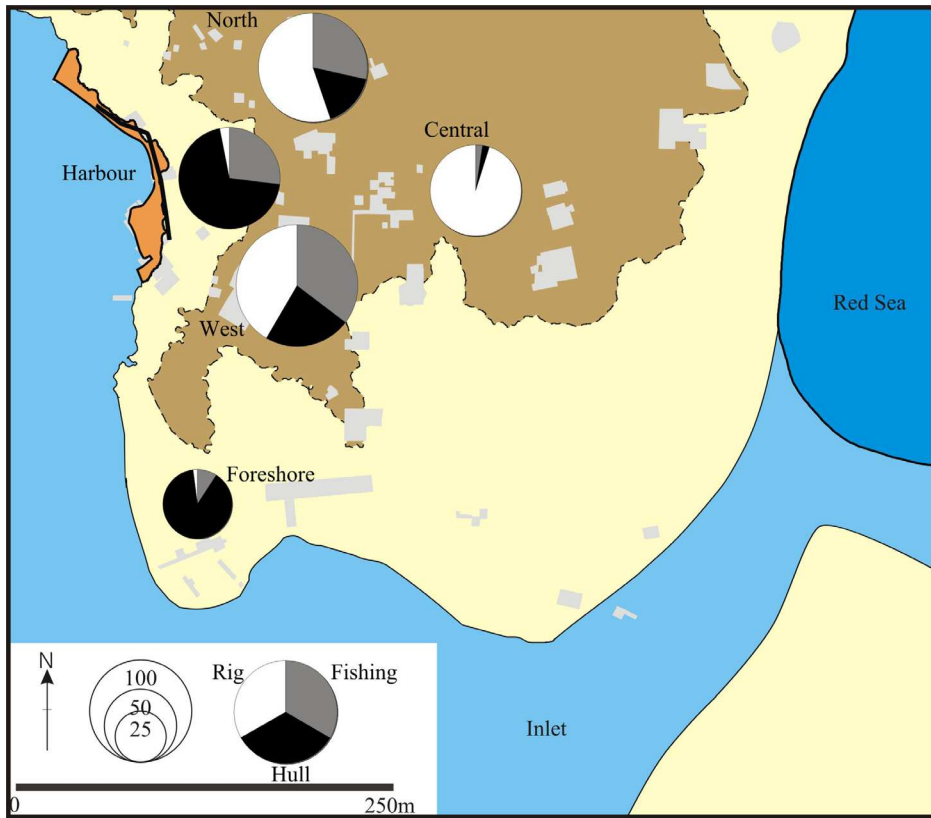 North
Central
Harbour
Red Sea
West
Foreshore
N
100
50
25
Rig
Fishing
Hull
Inlet
0
250m